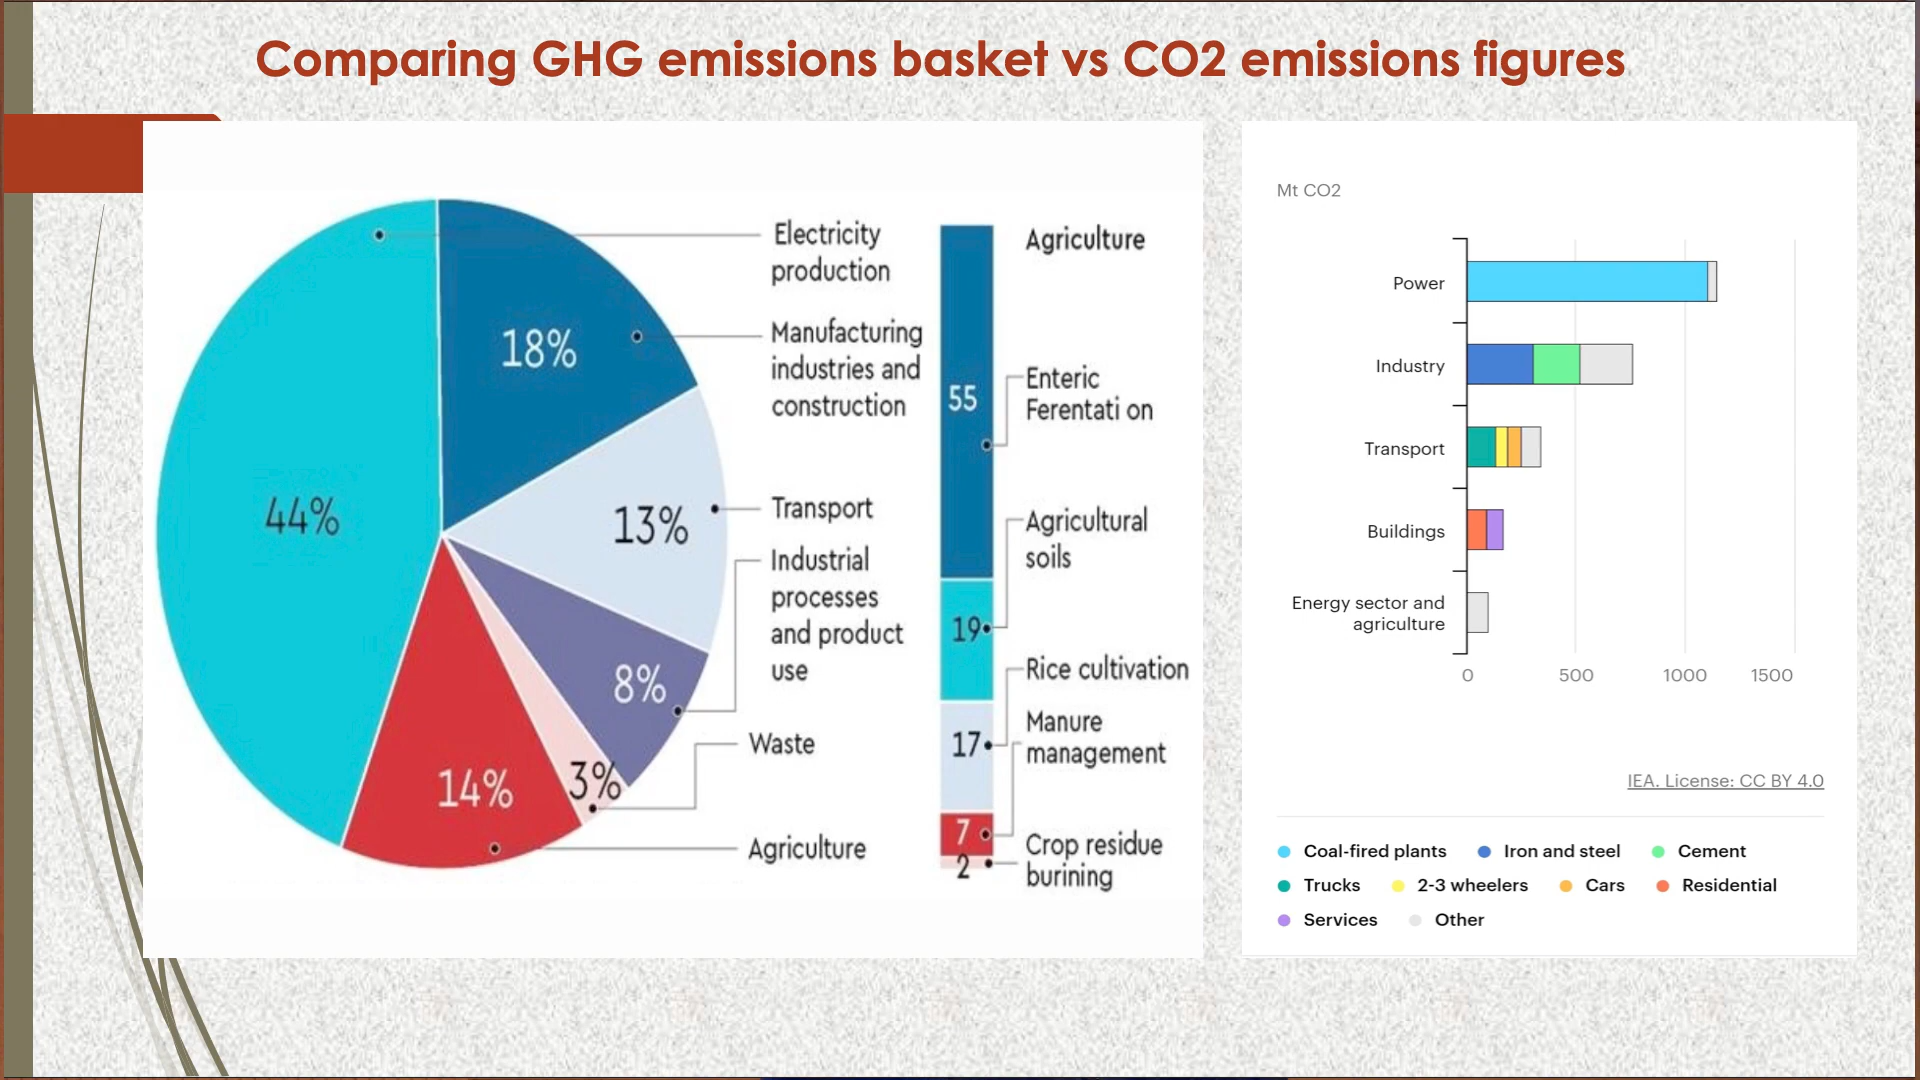 Comparing GHG emissions basket vs CO2 emissions figures
44%
18%
13%
8%
3%
14%
Electricity
production
Manufacturing
industries and
construction
Transport
Industrial
processes
and product
use
Waste
Agriculture
55
19
17
7
2
Agriculture
Enteric
Ferentati on
Agricultural
soils
Rice cultivation
Manure
management
Crop residue
burining
Mt CO2
Power
Industry
Transport
Buildings
Energy sector and
agriculture
0 500 1000 1500
IEA. License: CC BY 4.0
Coal-fired plants Iron and steel Cement
Trucks 2-3 wheelers Cars Residential
Services Other